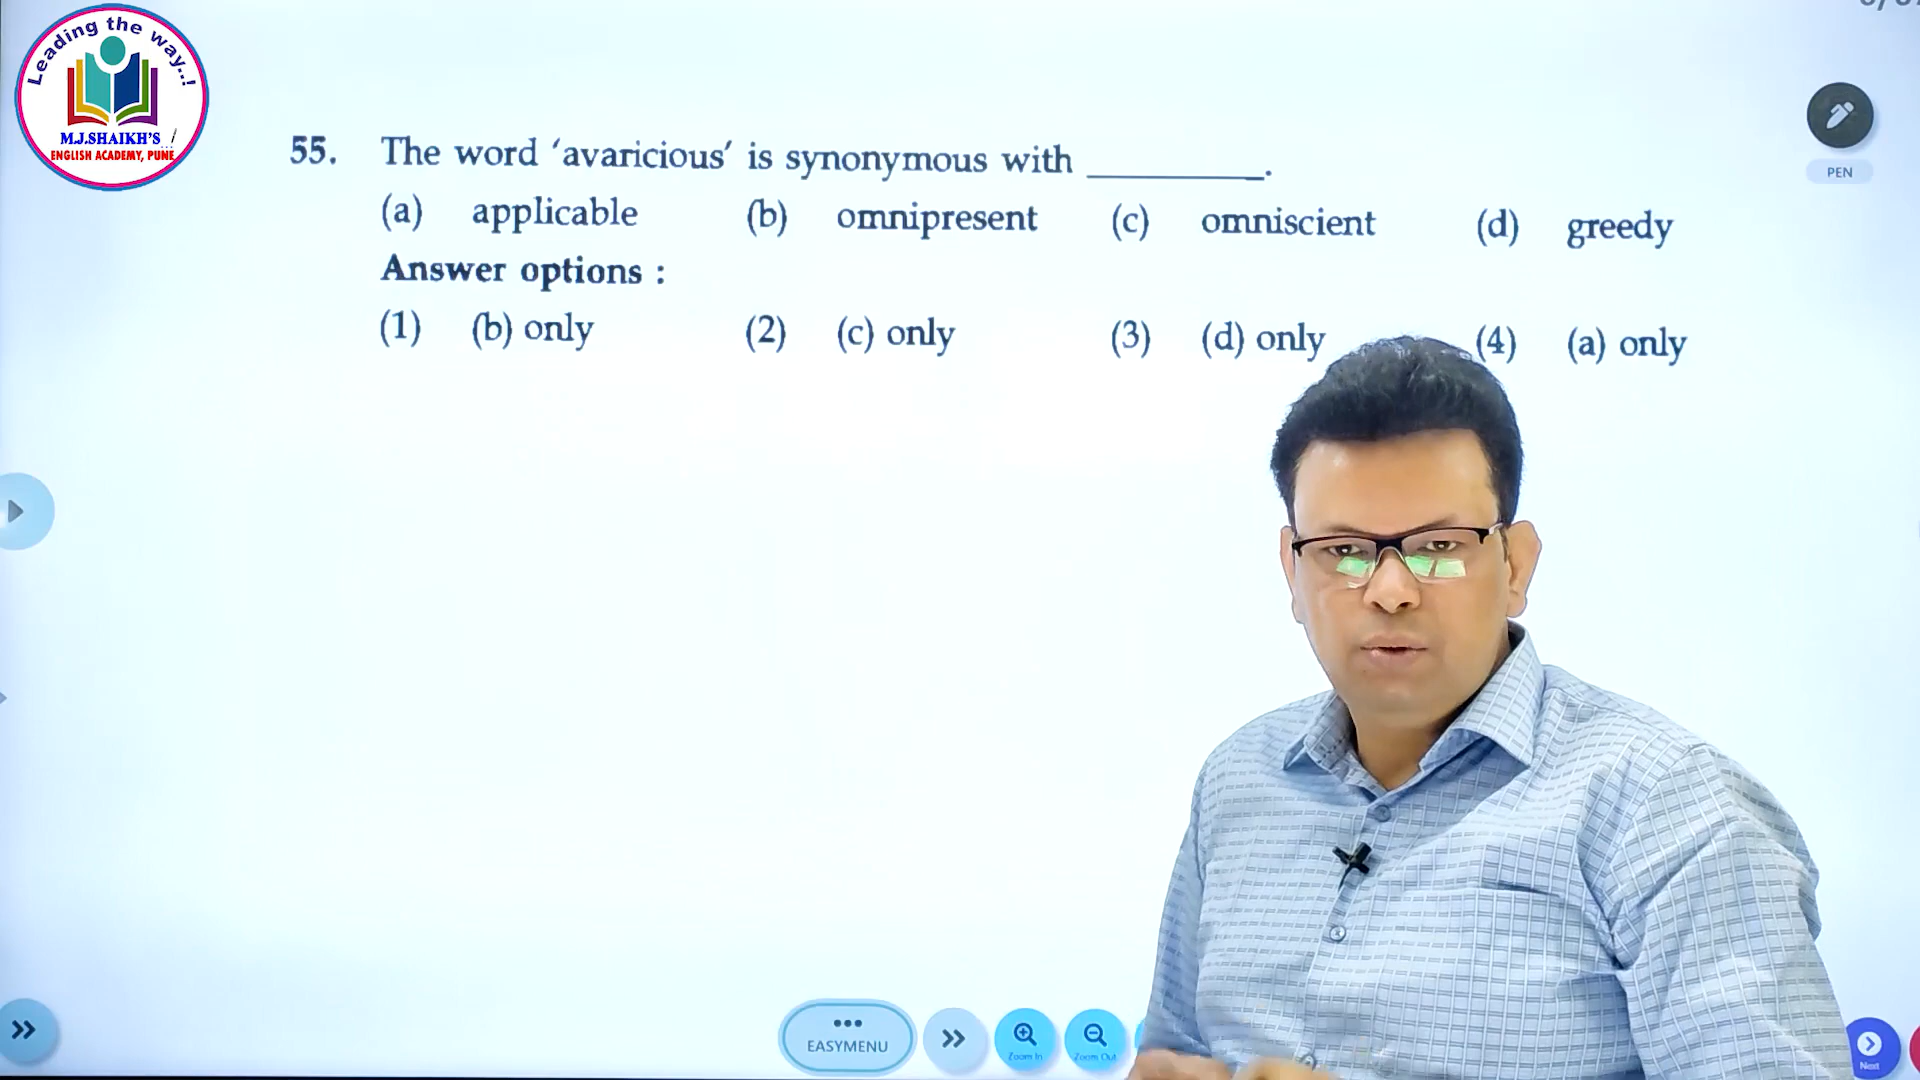 Leading the way..!
M.J.SHAIKH'S
ENGLISH ACADEMY, PUNE
PEN
55. The word ‘avaricious’ is synonymous with __________.
(a) applicable (b) omnipresent (c) omniscient (d) greedy
Answer options :
(1) (b) only (2) (c) only (3) (d) only (4) (a) only
EASYMENU
Zoom In
Zoom Out
Next